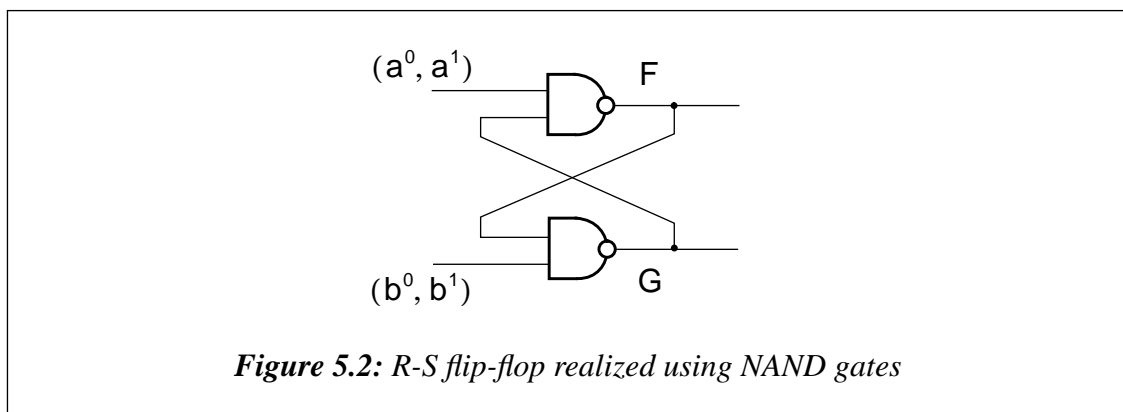 (a⁰, a¹)
F
(b⁰, b¹)
G
Figure 5.2: R-S flip-flop realized using NAND gates